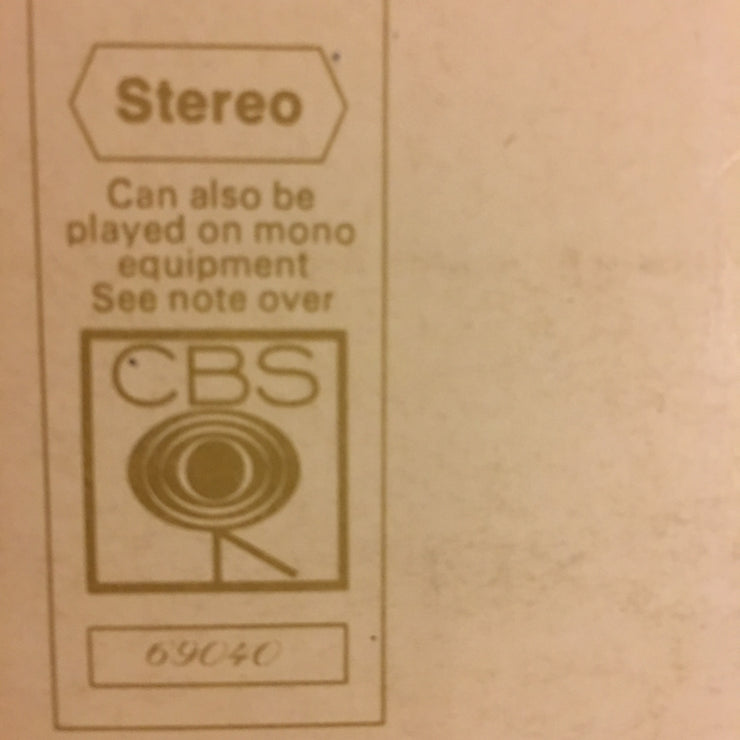 Stereo
Can also be
played on mono
equipment
See note over
CBS
69040